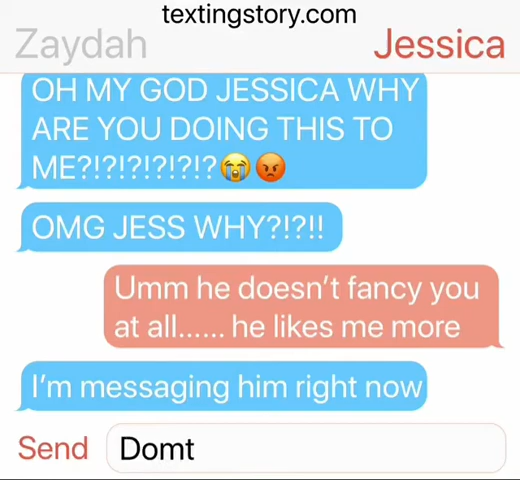 textingstory.com
Zaydah Jessica
OH MY GOD JESSICA WHY
ARE YOU DOING THIS TO
ME?!?!?!?!?!?😭😡
OMG JESS WHY?!?!!
Umm he doesn’t fancy you
at all...... he likes me more
I’m messaging him right now
Send Domt